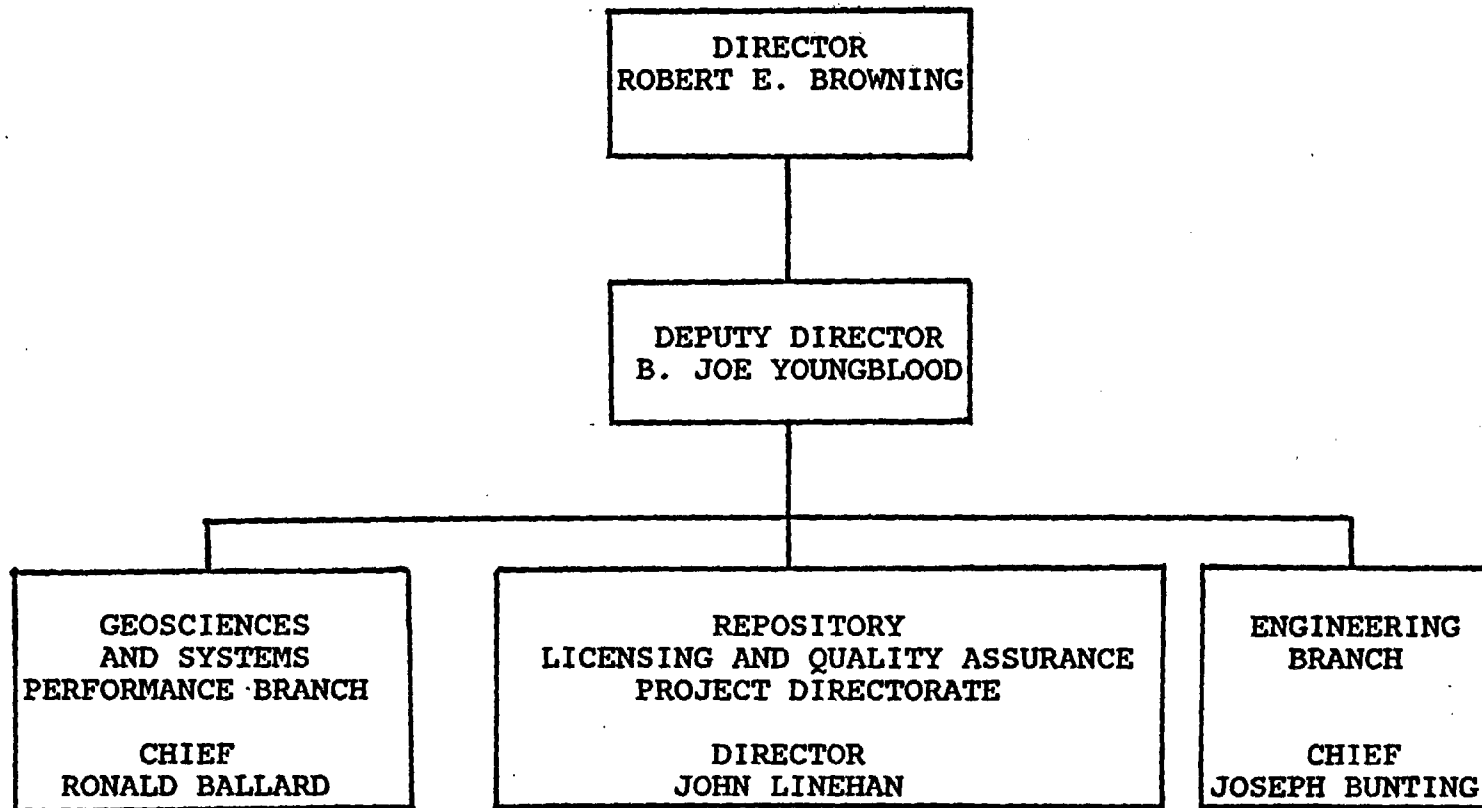 DIRECTOR
ROBERT E. BROWNING
DEPUTY DIRECTOR
B. JOE YOUNGBLOOD
GEOSCIENCES
AND SYSTEMS
PERFORMANCE BRANCH
CHIEF
RONALD BALLARD
REPOSITORY
LICENSING AND QUALITY ASSURANCE
PROJECT DIRECTORATE
DIRECTOR
JOHN LINEHAN
ENGINEERING
BRANCH
CHIEF
JOSEPH BUNTING